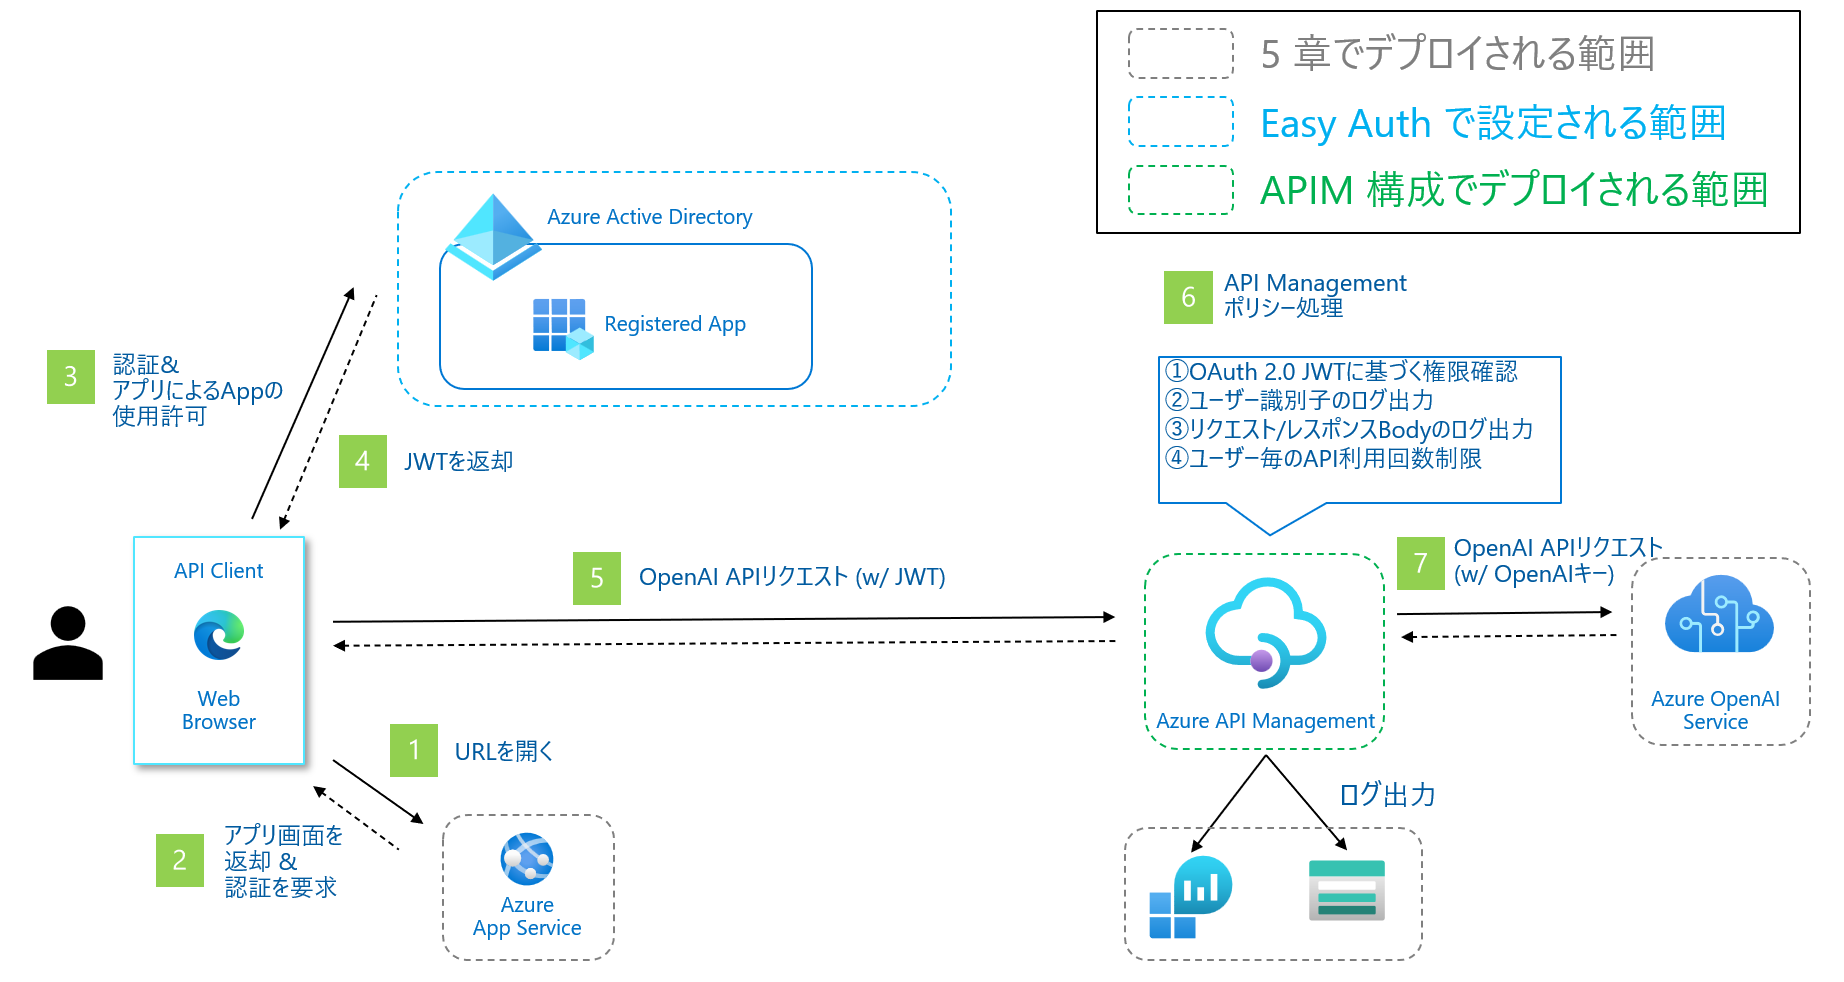 5 章でデプロイされる範囲
Easy Auth で設定される範囲
APIM 構成でデプロイされる範囲
Azure Active Directory
Registered App
6
API Management
ポリシー処理
3
認証&
アプリによるAppの
使用許可
①OAuth 2.0 JWTに基づく権限確認
②ユーザー識別子のログ出力
③リクエスト/レスポンスBodyのログ出力
④ユーザー毎のAPI利用回数制限
4
JWTを返却
API Client
Web
Browser
5
OpenAI APIリクエスト (w/ JWT)
7
OpenAI APIリクエスト
(w/ OpenAIキー)
Azure API Management
Azure OpenAI
Service
1
URLを開く
2
アプリ画面を
返却 &
認証を要求
ログ出力
Azure
App Service